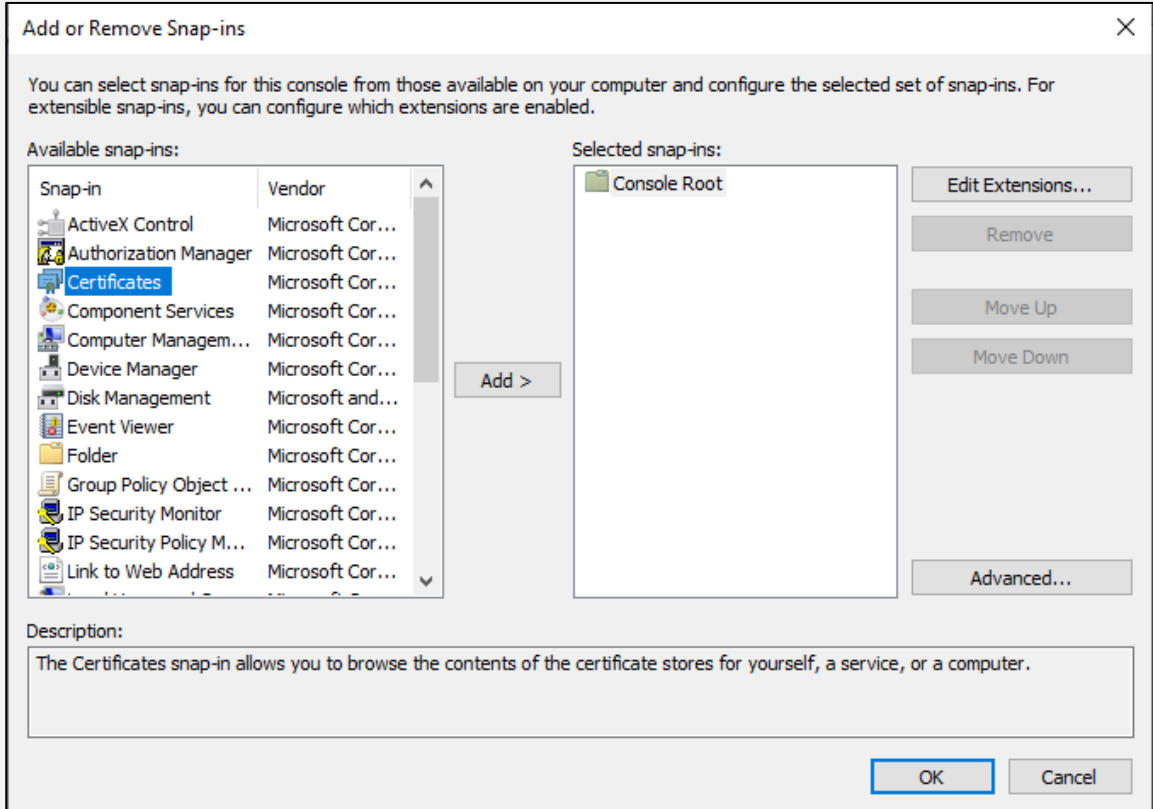 Add or Remove Snap-ins
You can select snap-ins for this console from those available on your computer and configure the selected set of snap-ins. For
extensible snap-ins, you can configure which extensions are enabled.
Available snap-ins:
Snap-in Vendor
ActiveX Control Microsoft Cor...
Authorization Manager Microsoft Cor...
Certificates Microsoft Cor...
Component Services Microsoft Cor...
Computer Managem... Microsoft Cor...
Device Manager Microsoft Cor...
Disk Management Microsoft and...
Event Viewer Microsoft Cor...
Folder Microsoft Cor...
Group Policy Object ... Microsoft Cor...
IP Security Monitor Microsoft Cor...
IP Security Policy M... Microsoft Cor...
Link to Web Address Microsoft Cor...
Add >
Selected snap-ins:
Console Root
Edit Extensions...
Remove
Move Up
Move Down
Advanced...
Description:
The Certificates snap-in allows you to browse the contents of the certificate stores for yourself, a service, or a computer.
OK
Cancel